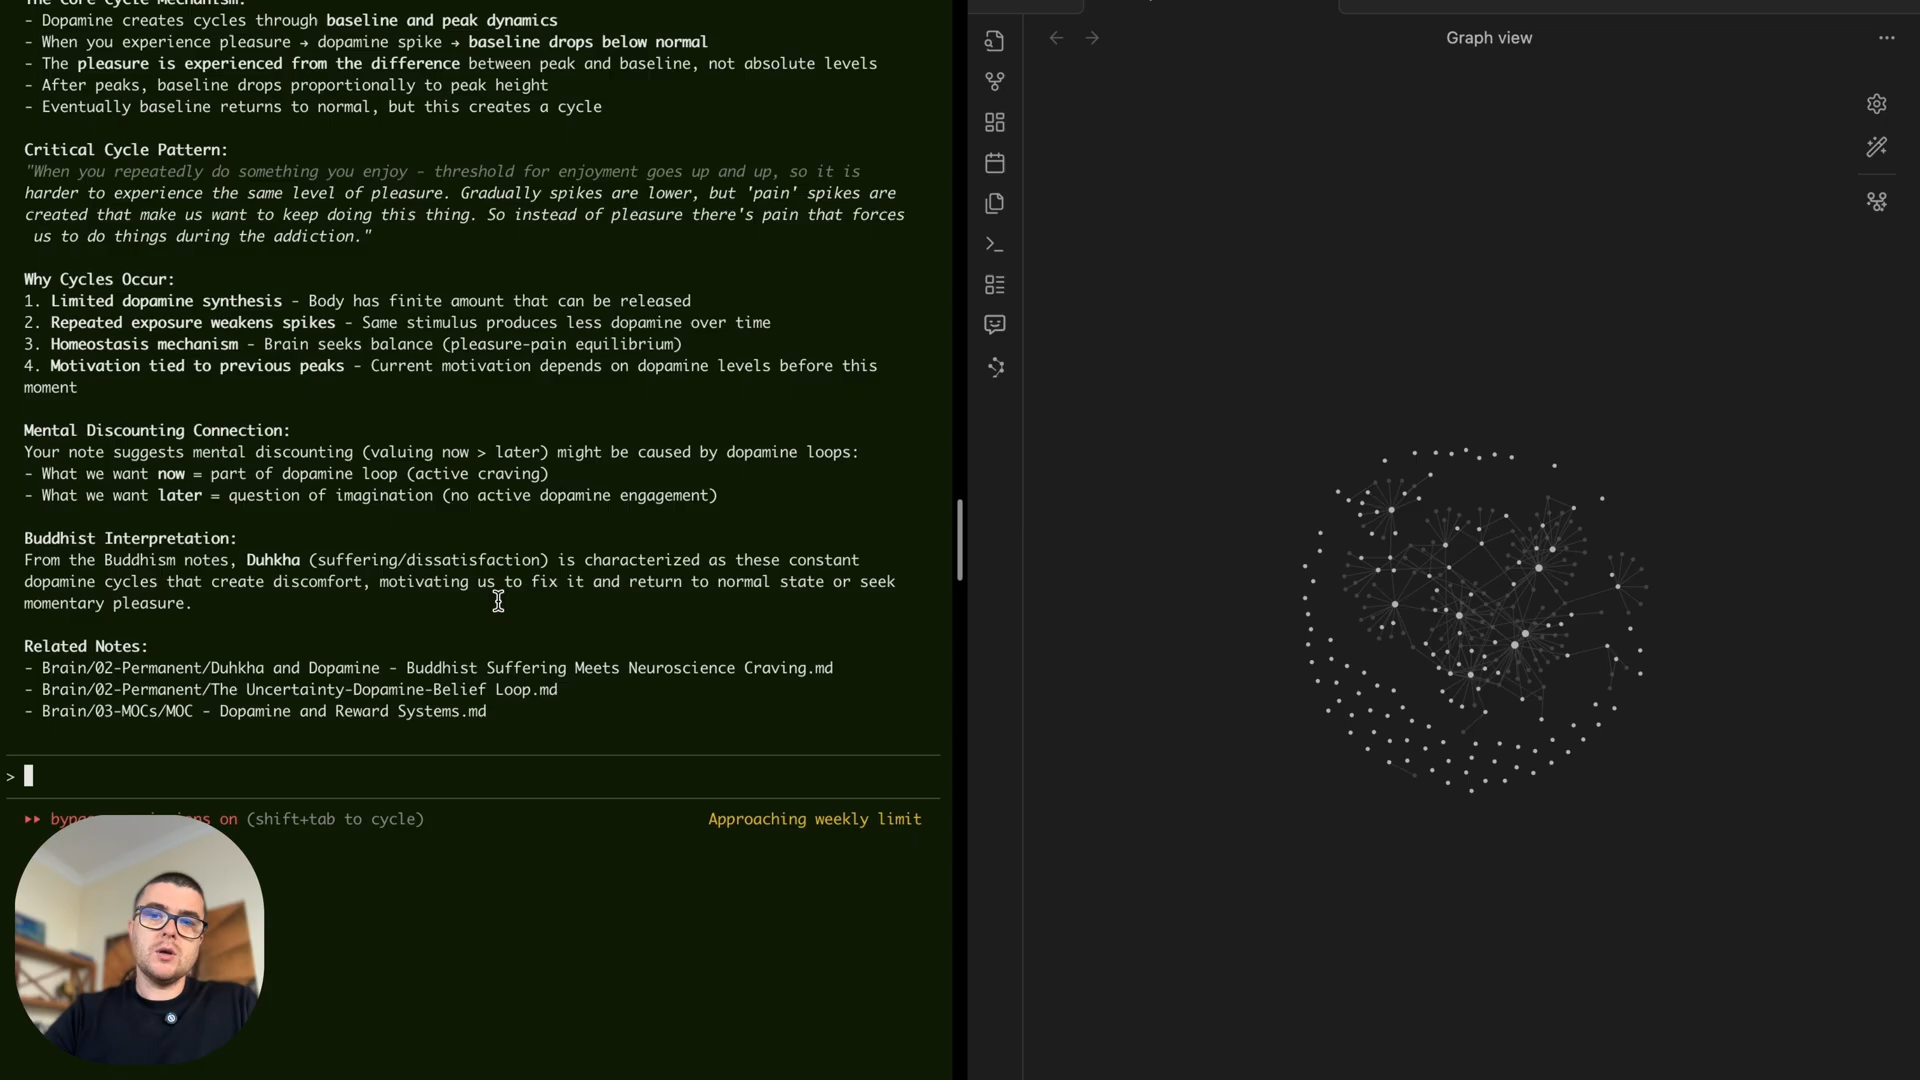 The Core Cycle Mechanism:
- Dopamine creates cycles through baseline and peak dynamics
- When you experience pleasure → dopamine spike → baseline drops below normal
- The pleasure is experienced from the difference between peak and baseline, not absolute levels
- After peaks, baseline drops proportionally to peak height
- Eventually baseline returns to normal, but this creates a cycle
Critical Cycle Pattern:
"When you repeatedly do something you enjoy - threshold for enjoyment goes up and up, so it is
harder to experience the same level of pleasure. Gradually spikes are lower, but 'pain' spikes are
created that make us want to keep doing this thing. So instead of pleasure there's pain that forces
us to do things during the addiction."
Why Cycles Occur:
1. Limited dopamine synthesis - Body has finite amount that can be released
2. Repeated exposure weakens spikes - Same stimulus produces less dopamine over time
3. Homeostasis mechanism - Brain seeks balance (pleasure-pain equilibrium)
4. Motivation tied to previous peaks - Current motivation depends on dopamine levels before this
moment
Mental Discounting Connection:
Your note suggests mental discounting (valuing now > later) might be caused by dopamine loops:
- What we want now = part of dopamine loop (active craving)
- What we want later = question of imagination (no active dopamine engagement)
Buddhist Interpretation:
From the Buddhism notes, Duhkha (suffering/dissatisfaction) is characterized as these constant
dopamine cycles that create discomfort, motivating us to fix it and return to normal state or seek
momentary pleasure.
Related Notes:
- Brain/02-Permanent/Duhkha and Dopamine - Buddhist Suffering Meets Neuroscience Craving.md
- Brain/02-Permanent/The Uncertainty-Dopamine-Belief Loop.md
- Brain/03-MOCs/MOC - Dopamine and Reward Systems.md
>
on (shift+tab to cycle)
Approaching weekly limit
Graph view